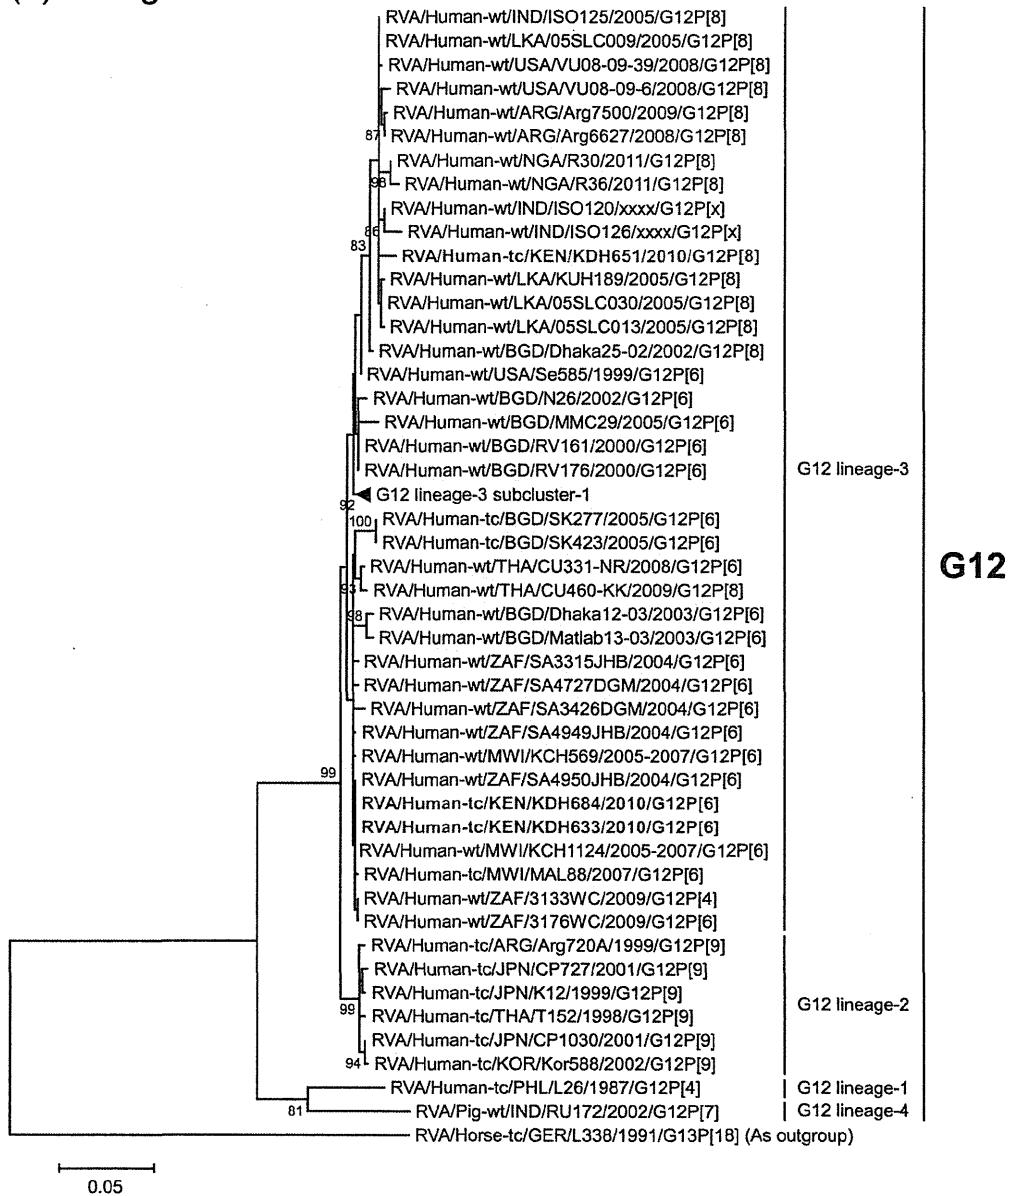 RVA/Human-wt/IND/ISO125/2005/G12P[8]
RVA/Human-wt/LKA/05SLC009/2005/G12P[8]
RVA/Human-wt/USA/VU08-09-39/2008/G12P[8]
RVA/Human-wt/USA/VU08-09-6/2008/G12P[8]
RVA/Human-wt/ARG/Arg7500/2009/G12P[8]
87 RVA/Human-wt/ARG/Arg6627/2008/G12P[8]
RVA/Human-wt/NGA/R30/2011/G12P[8]
98 RVA/Human-wt/NGA/R36/2011/G12P[8]
RVA/Human-wt/IND/ISO120/xxxx/G12P[x]
86 RVA/Human-wt/IND/ISO126/xxxx/G12P[x]
83 RVA/Human-tc/KEN/KDH651/2010/G12P[8]
RVA/Human-wt/LKA/KUH189/2005/G12P[8]
RVA/Human-wt/LKA/05SLC030/2005/G12P[8]
RVA/Human-wt/LKA/05SLC013/2005/G12P[8]
RVA/Human-wt/BGD/Dhaka25-02/2002/G12P[8]
RVA/Human-wt/USA/Se585/1999/G12P[6]
RVA/Human-wt/BGD/N26/2002/G12P[6]
RVA/Human-wt/BGD/MMC29/2005/G12P[6]
RVA/Human-wt/BGD/RV161/2000/G12P[6]
RVA/Human-wt/BGD/RV176/2000/G12P[6] G12 lineage-3
G12 lineage-3 subcluster-1
92
100 RVA/Human-tc/BGD/SK277/2005/G12P[6]
RVA/Human-tc/BGD/SK423/2005/G12P[6]
RVA/Human-wt/THA/CU331-NR/2008/G12P[6] G12
93 RVA/Human-wt/THA/CU460-KK/2009/G12P[8]
98 RVA/Human-wt/BGD/Dhaka12-03/2003/G12P[6]
RVA/Human-wt/BGD/Matlab13-03/2003/G12P[6]
RVA/Human-wt/ZAF/SA3315JHB/2004/G12P[6]
RVA/Human-wt/ZAF/SA4727DGM/2004/G12P[6]
RVA/Human-wt/ZAF/SA3426DGM/2004/G12P[6]
RVA/Human-wt/ZAF/SA4949JHB/2004/G12P[6]
RVA/Human-wt/MWI/KCH569/2005-2007/G12P[6]
99 RVA/Human-wt/ZAF/SA4950JHB/2004/G12P[6]
RVA/Human-tc/KEN/KDH684/2010/G12P[6]
RVA/Human-tc/KEN/KDH633/2010/G12P[6]
RVA/Human-wt/MWI/KCH1124/2005-2007/G12P[6]
RVA/Human-tc/MWI/MAL88/2007/G12P[6]
RVA/Human-wt/ZAF/3133WC/2009/G12P[4]
RVA/Human-wt/ZAF/3176WC/2009/G12P[6]
RVA/Human-tc/ARG/Arg720A/1999/G12P[9]
RVA/Human-tc/JPN/CP727/2001/G12P[9]
RVA/Human-tc/JPN/K12/1999/G12P[9] G12 lineage-2
99 RVA/Human-tc/THA/T152/1998/G12P[9]
RVA/Human-tc/JPN/CP1030/2001/G12P[9]
94 RVA/Human-tc/KOR/Kor588/2002/G12P[9]
RVA/Human-tc/PHL/L26/1987/G12P[4] G12 lineage-1
81 RVA/Pig-wt/IND/RU172/2002/G12P[7] G12 lineage-4
RVA/Horse-tc/GER/L338/1991/G13P[18] (As outgroup)
0.05